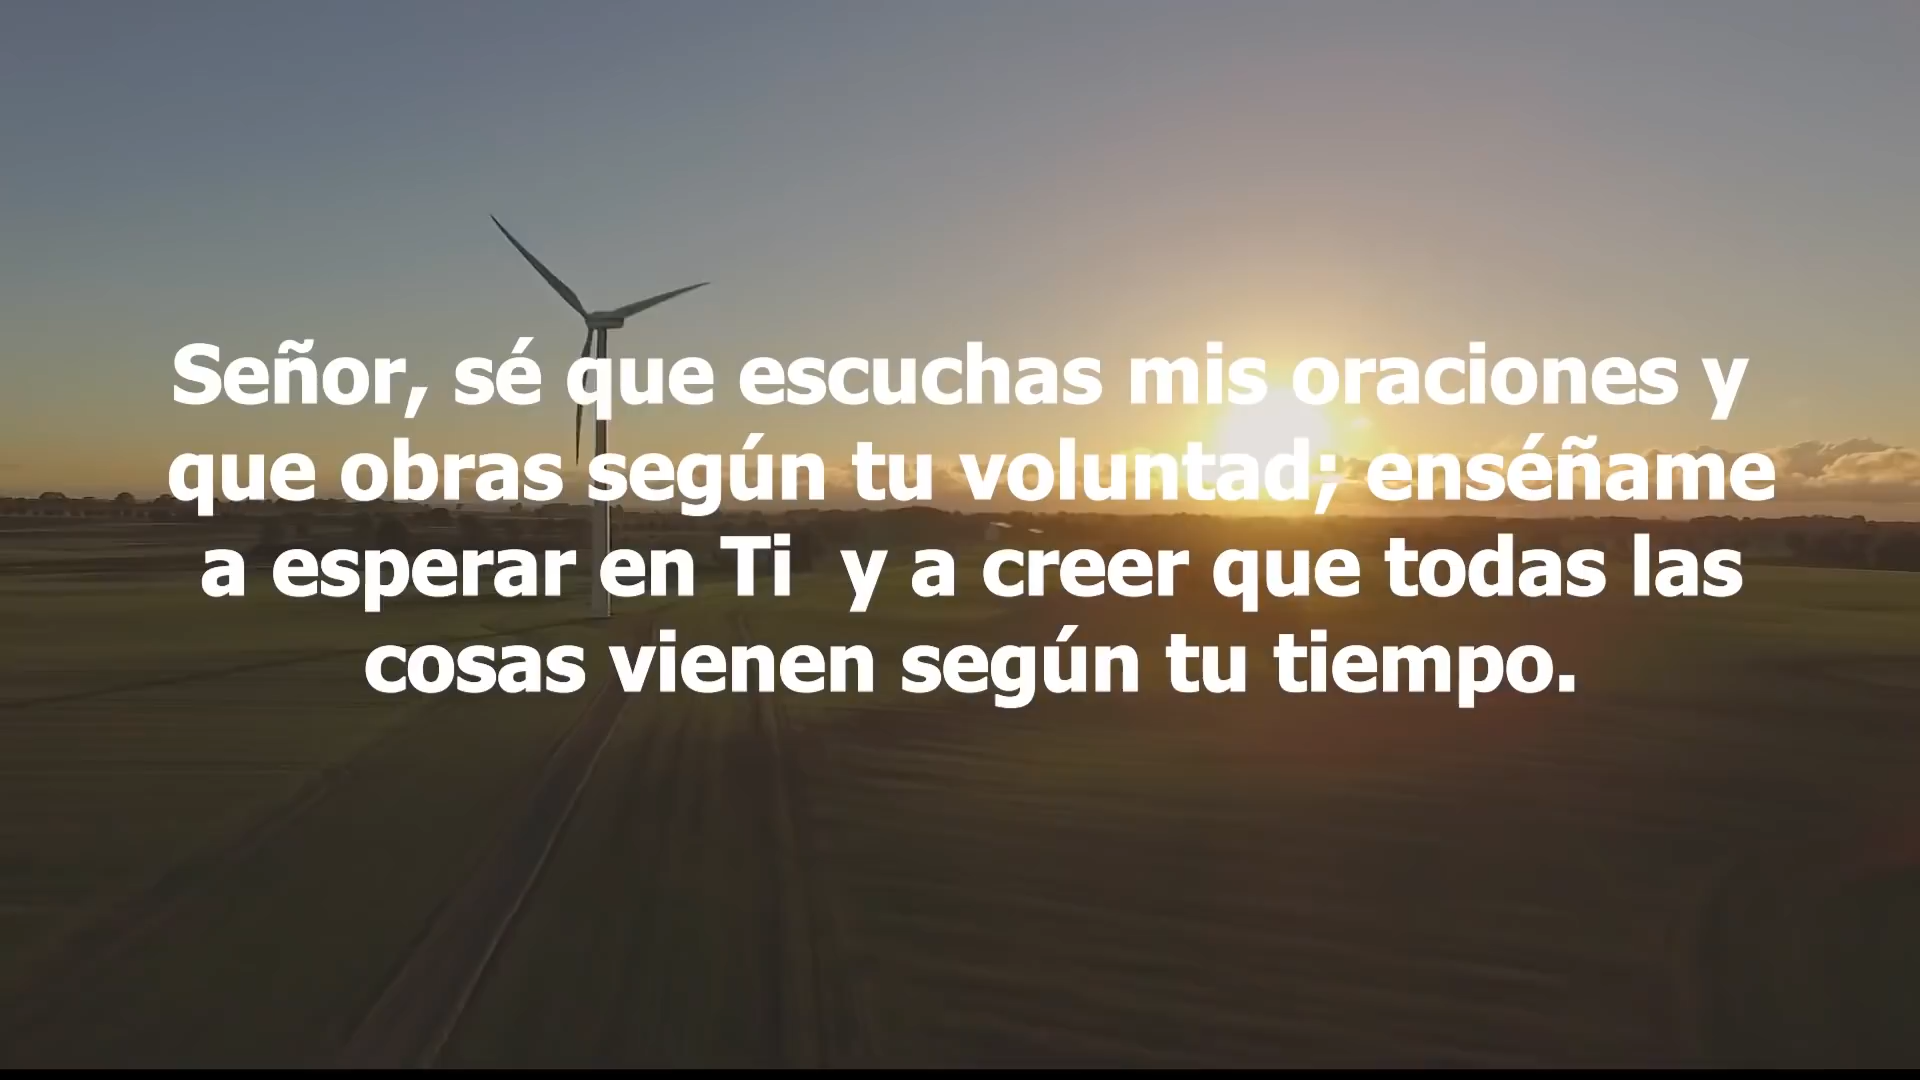 Señor, sé que escuchas mis oraciones y
que obras según tu voluntad; enséñame
a esperar en Ti  y a creer que todas las
cosas vienen según tu tiempo.